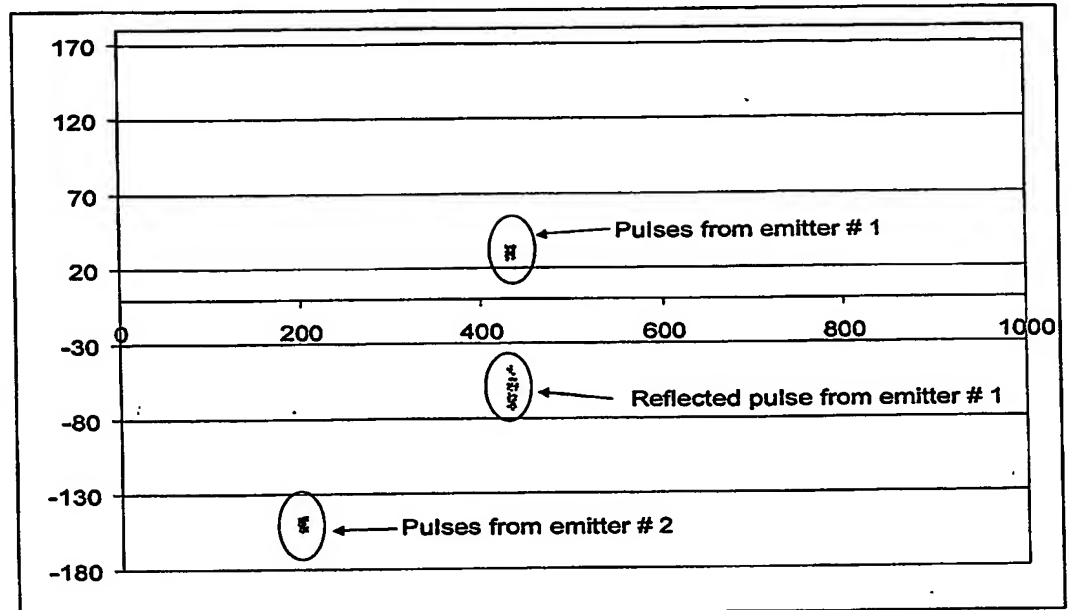 170
120
70
Pulses from emitter # 1
20
0 200 400 600 800 1000
-30
Reflected pulse from emitter # 1
-80
-130
Pulses from emitter # 2
-180